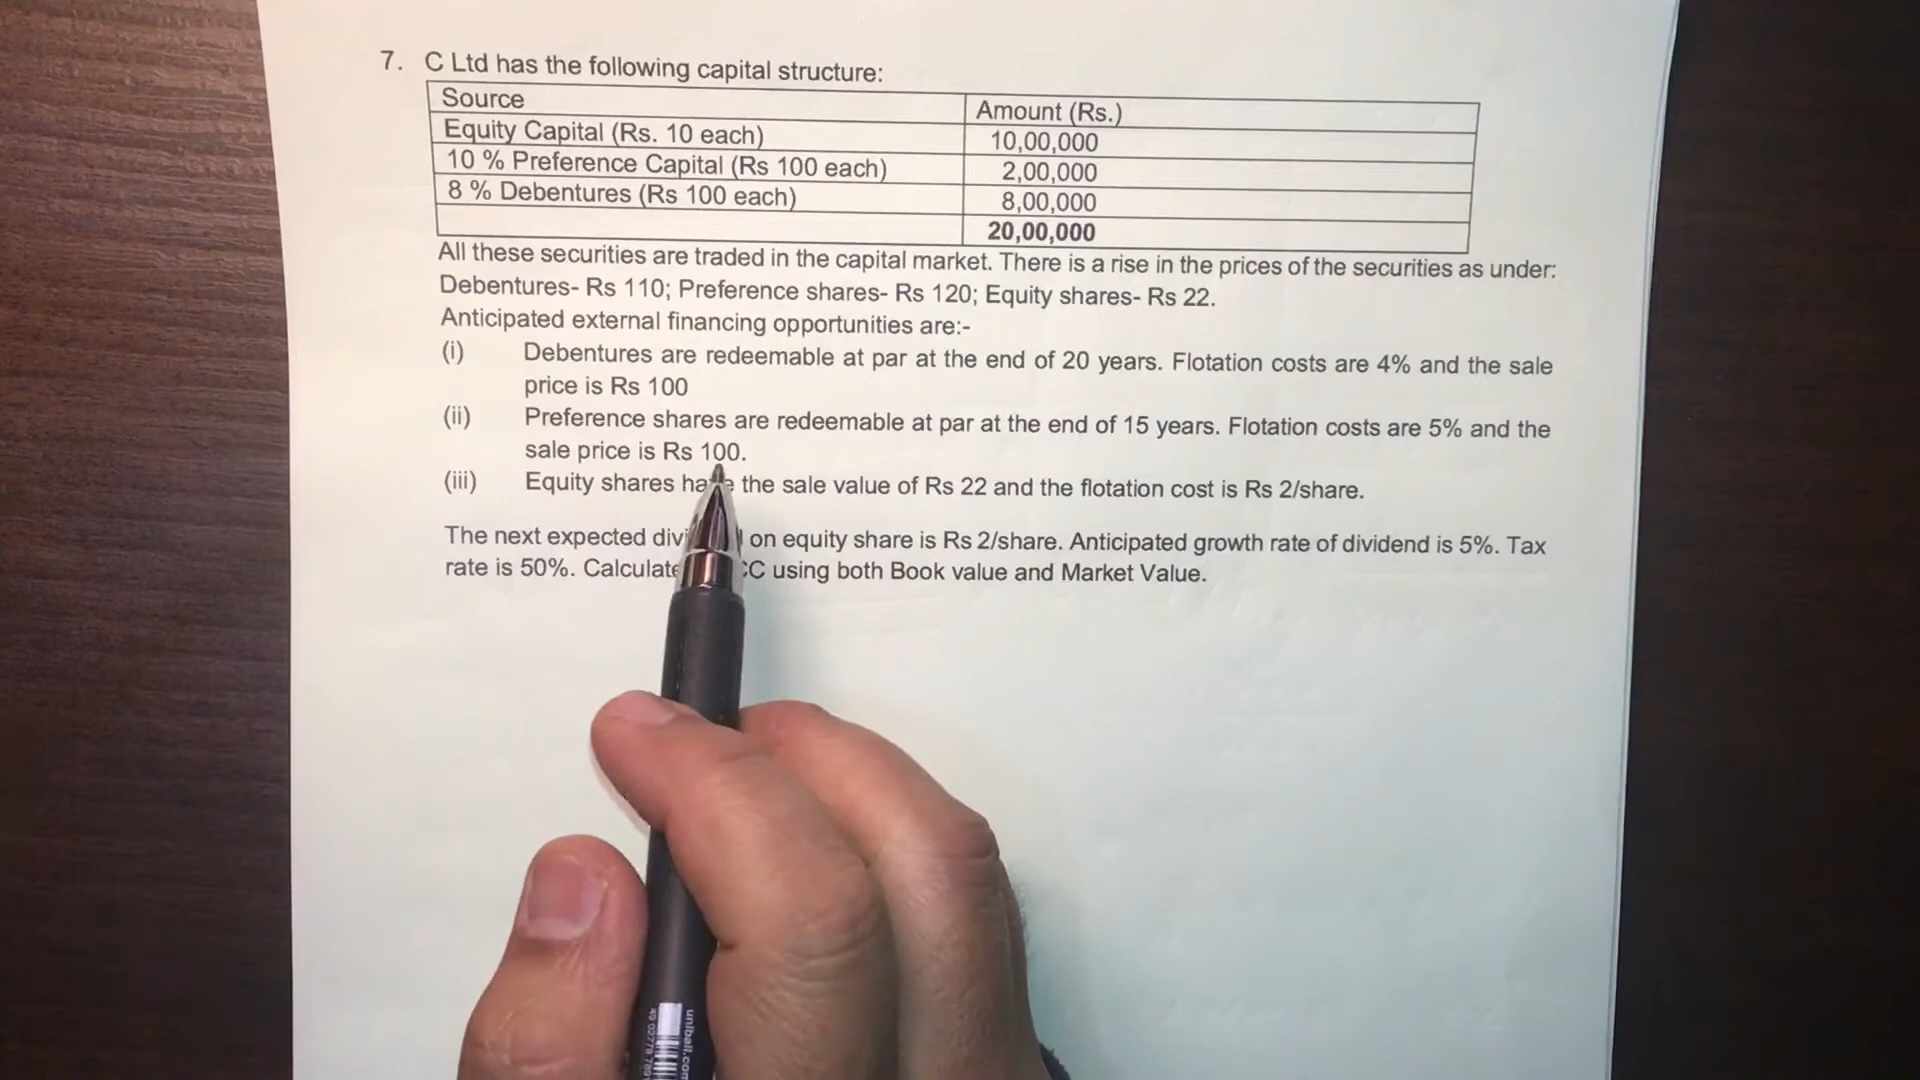 7. C Ltd has the following capital structure:
Source Amount (Rs.)
Equity Capital (Rs. 10 each) 10,00,000
10 % Preference Capital (Rs 100 each) 2,00,000
8 % Debentures (Rs 100 each) 8,00,000
20,00,000
All these securities are traded in the capital market. There is a rise in the prices of the securities as under:
Debentures- Rs 110; Preference shares- Rs 120; Equity shares- Rs 22.
Anticipated external financing opportunities are:-
(i) Debentures are redeemable at par at the end of 20 years. Flotation costs are 4% and the sale
price is Rs 100
(ii) Preference shares are redeemable at par at the end of 15 years. Flotation costs are 5% and the
sale price is Rs 100.
(iii) Equity shares the sale value of Rs 22 and the flotation cost is Rs 2/share.
The next expected on equity share is Rs 2/share. Anticipated growth rate of dividend is 5%. Tax
rate is 50%. Calculate using both Book value and Market Value.
uniball.com